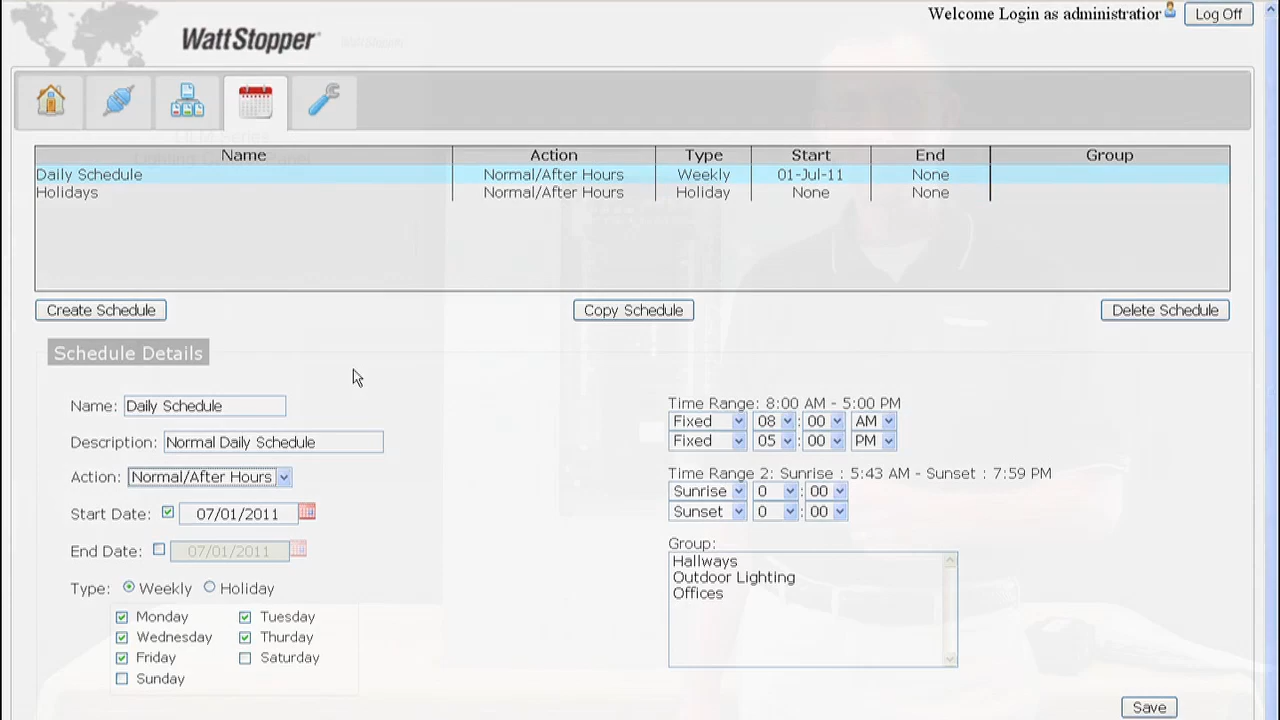 Welcome Login as administratior
Log Off
WattStopper
Name Action Type Start End Group
Daily Schedule Normal/After Hours Weekly 01-Jul-11 None
Holidays Normal/After Hours Holiday None None
Create Schedule Copy Schedule Delete Schedule
Schedule Details
Name: Daily Schedule
Description: Normal Daily Schedule
Action: Normal/After Hours
Start Date: 07/01/2011
End Date: 07/01/2011
Type: Weekly Holiday
Monday Tuesday
Wednesday Thurday
Friday Saturday
Sunday
Time Range: 8:00 AM - 5:00 PM
Fixed 08 : 00 AM
Fixed 05 : 00 PM
Time Range 2: Sunrise : 5:43 AM - Sunset : 7:59 PM
Sunrise 0 : 00
Sunset 0 : 00
Group:
Hallways
Outdoor Lighting
Offices
Save